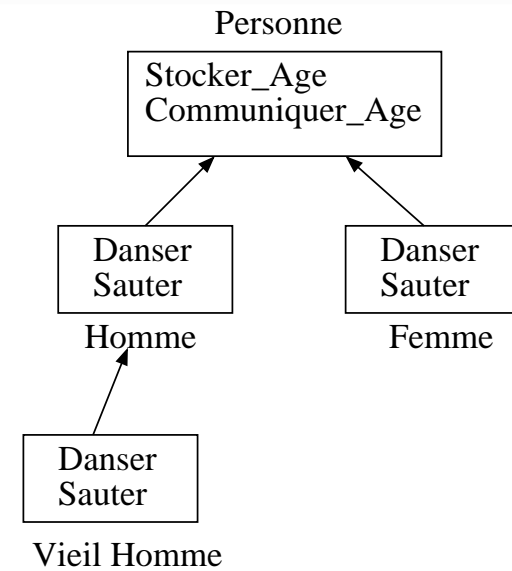 Personne
Stocker_Age
Communiquer_Age
Danser
Sauter
Homme
Danser
Sauter
Femme
Danser
Sauter
Vieil Homme